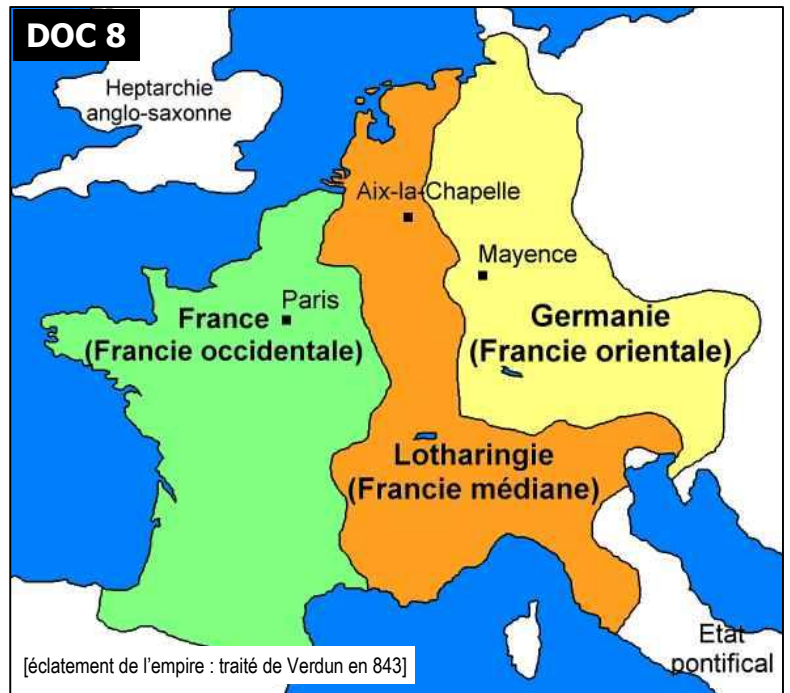 DOC 8
Heptarchie
anglo-saxonne
Aix-la-Chapelle
Mayence
Paris
France
(Francie occidentale)
Germanie
(Francie orientale)
Lotharingie
(Francie médiane)
Etat
pontifical
[éclatement de l'empire : traité de Verdun en 843]